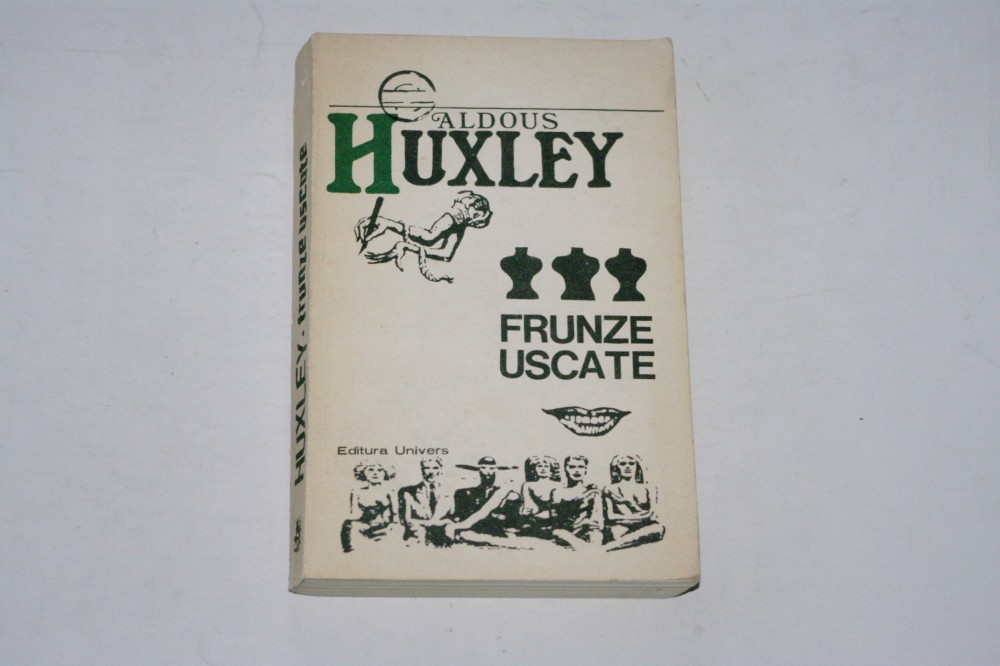 ALDOUS
HUXLEY
FRUNZE
USCATE
Editura Univers
HUXLEY. frunze uscate